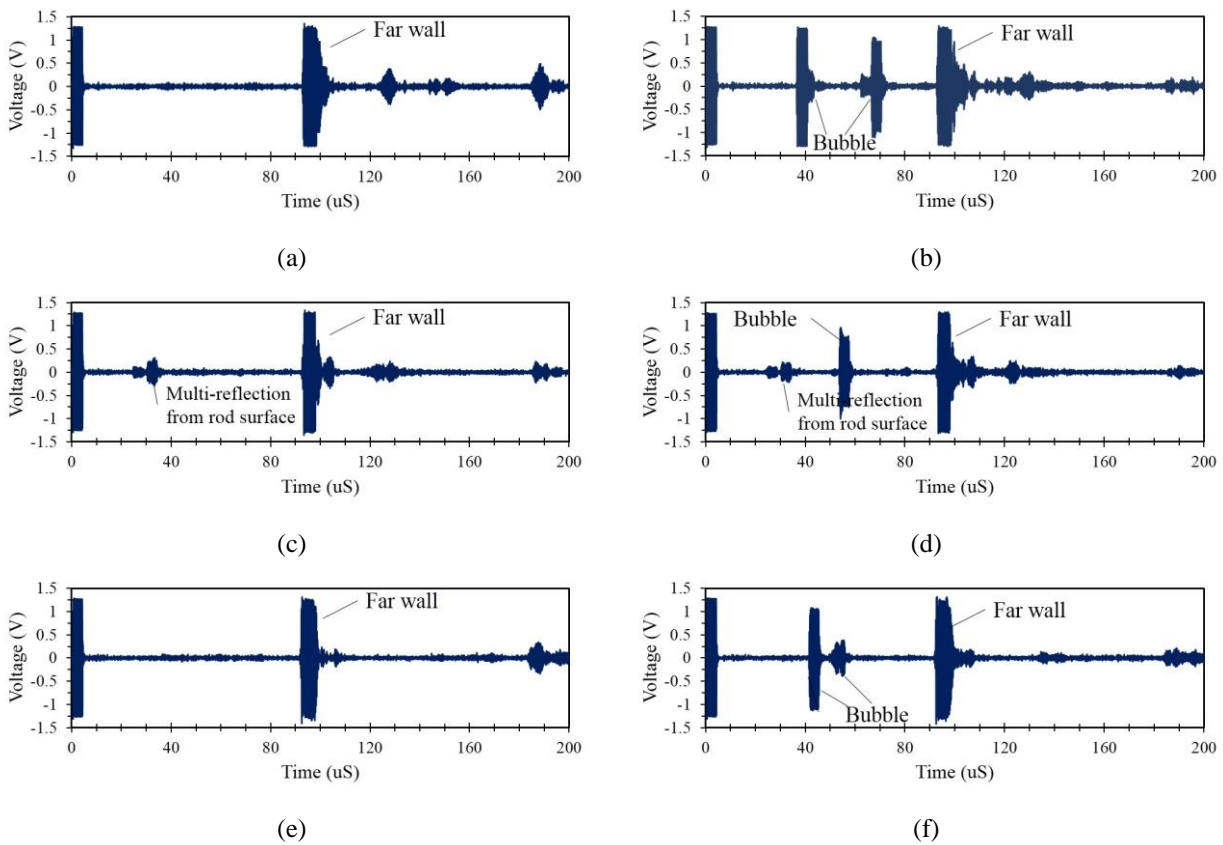 1.5
1
0.5
0
-0.5
-1
-1.5
Voltage (V)
Far wall
0 40 80 120 160 200
Time (uS)
(a)
1.5
1
0.5
0
-0.5
-1
-1.5
Voltage (V)
Far wall
Bubble
0 40 80 120 160 200
Time (uS)
(b)
1.5
1
0.5
0
-0.5
-1
-1.5
Voltage (V)
Far wall
Multi-reflection
from rod surface
0 40 80 120 160 200
Time (uS)
(c)
1.5
1
0.5
0
-0.5
-1
-1.5
Voltage (V)
Bubble
Far wall
Multi-reflection
from rod surface
0 40 80 120 160 200
Time (uS)
(d)
1.5
1
0.5
0
-0.5
-1
-1.5
Voltage (V)
Far wall
0 40 80 120 160 200
Time (uS)
(e)
1.5
1
0.5
0
-0.5
-1
-1.5
Voltage (V)
Far wall
Bubble
0 40 80 120 160 200
Time (uS)
(f)